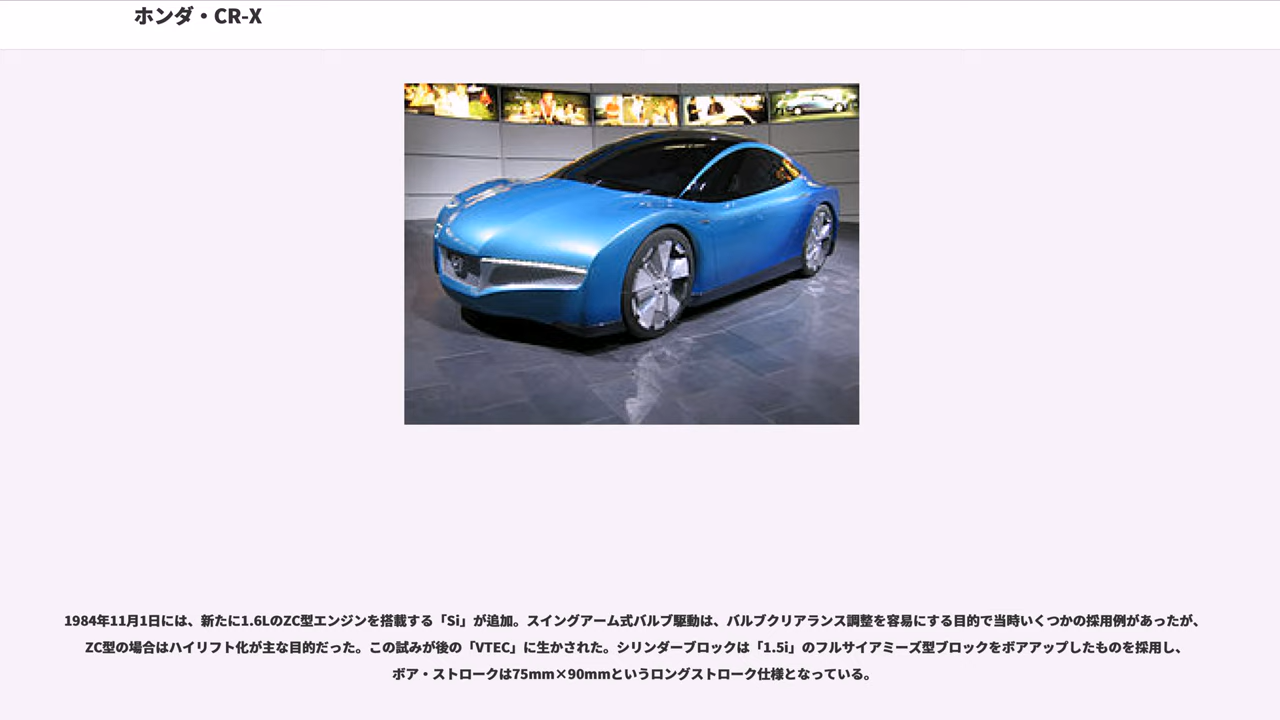 ホンダ・CR-X
1984年11月1日には、新たに1.6LのZC型エンジンを搭載する「Si」が追加。スイングアーム式バルブ駆動は、バルブクリアランス調整を容易にする目的で当時いくつかの採用例があったが、
ZC型の場合はハイリフト化が主な目的だった。この試みが後の「VTEC」に生かされた。シリンダーブロックは「1.5i」のフルサイアミーズ型ブロックをボアアップしたものを採用し、
ボア・ストロークは75mm×90mmというロングストローク仕様となっている。